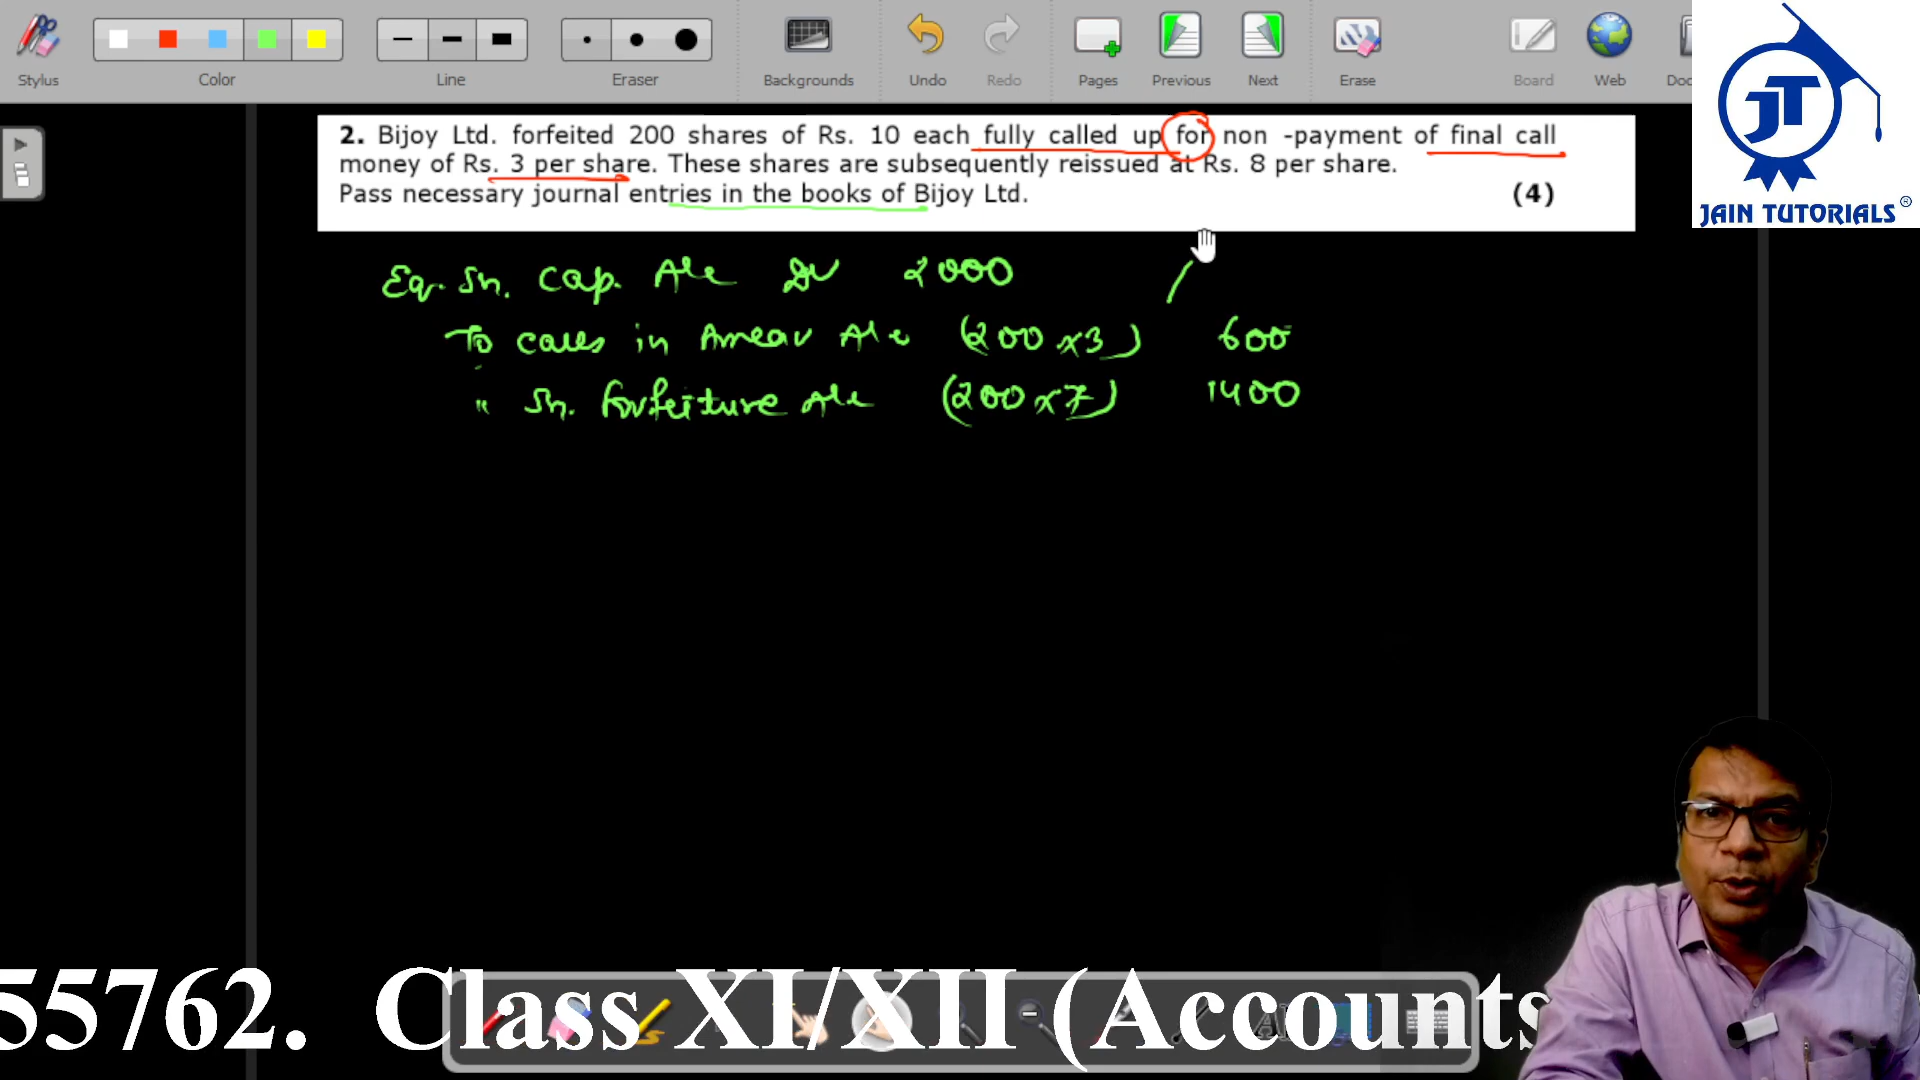 Stylus
Color
Line
Eraser
Backgrounds
Undo
Redo
Pages
Previous
Next
Erase
Board
Web
Doc
JT
JAIN TUTORIALS®
2. Bijoy Ltd. forfeited 200 shares of Rs. 10 each fully called up for non -payment of final call
money of Rs. 3 per share. These shares are subsequently reissued at Rs. 8 per share.
Pass necessary journal entries in the books of Bijoy Ltd. (4)
Eq. Sh. Cap. A/c Dr 2000
To calls in Arrear A/c (200 x 3) 600
" Sh. Forfeiture A/c (200 x 7) 1400
55762. Class XI/XII (Accounts